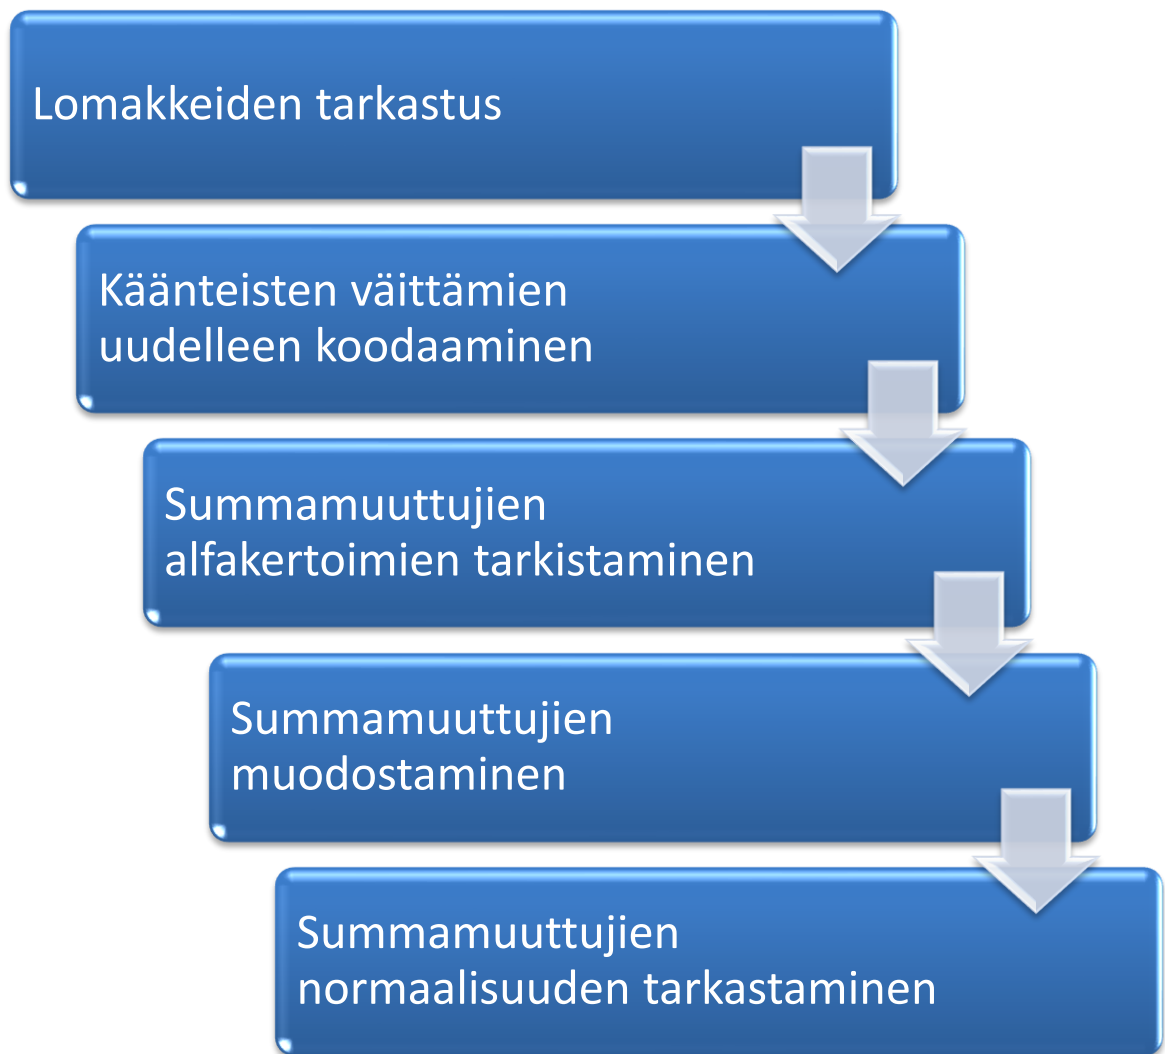 Lomakkeiden tarkastus
Käänteisten väittämien
uudelleen koodaaminen
Summamuuttujien
alfakertoimien tarkistaminen
Summamuuttujien
muodostaminen
Summamuuttujien
normaalisuuden tarkastaminen